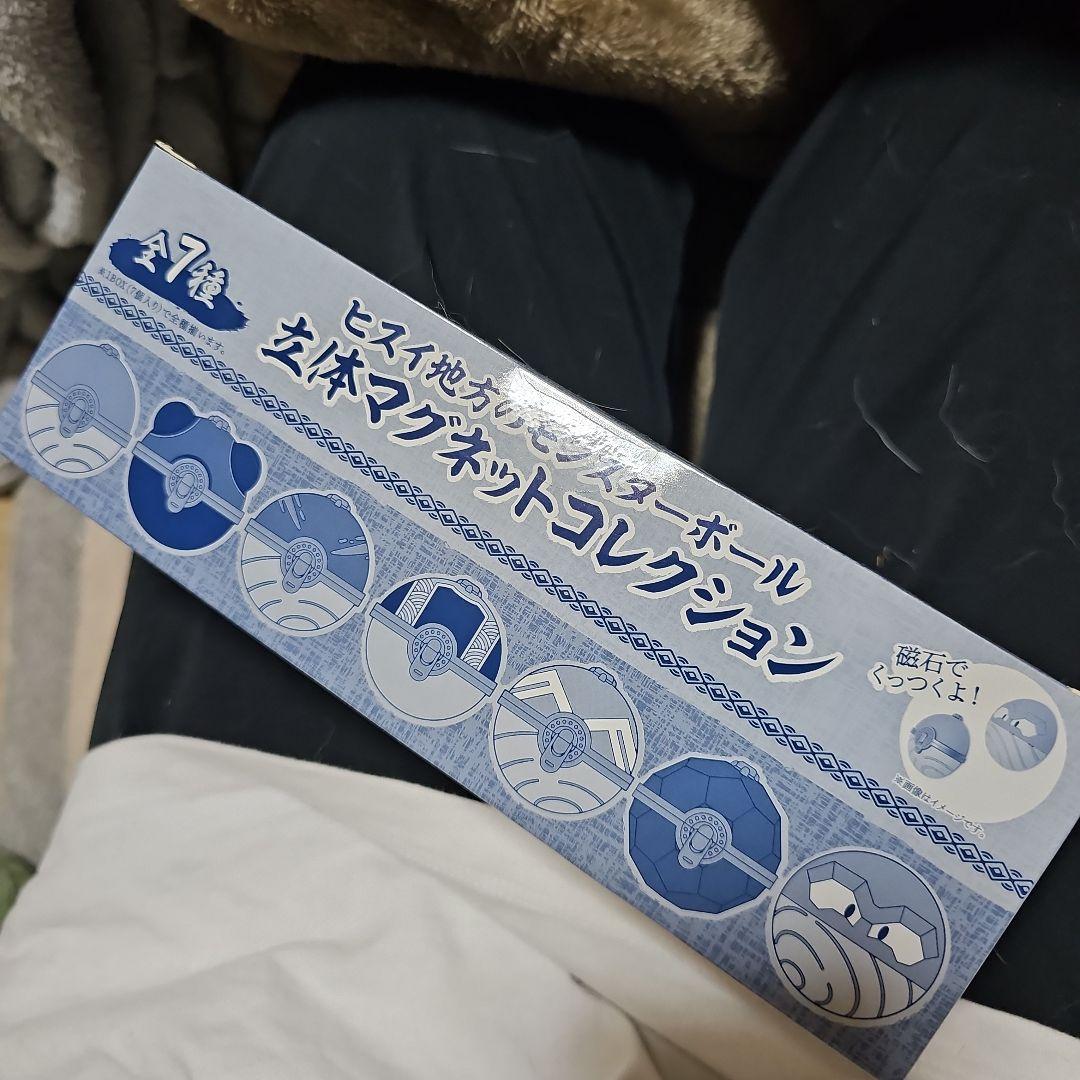 全7種
※1BOX(7個入り)で全種揃います。
ヒスイ地方のモンスターボール
立体マグネットコレクション
磁石で
くっつくよ!
※画像はイメージです。